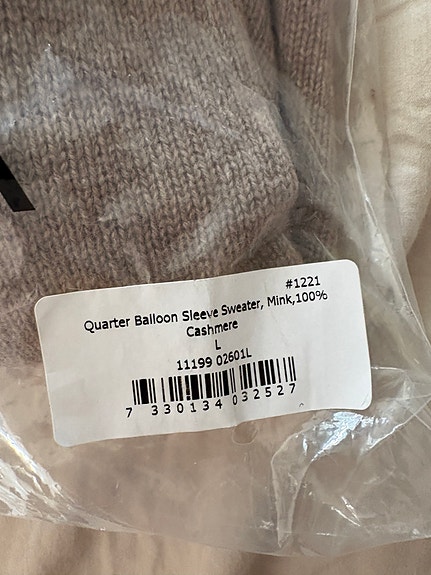 #1221
Quarter Balloon Sleeve Sweater, Mink,100%
Cashmere
L
11199 02601L
7 330134 032527